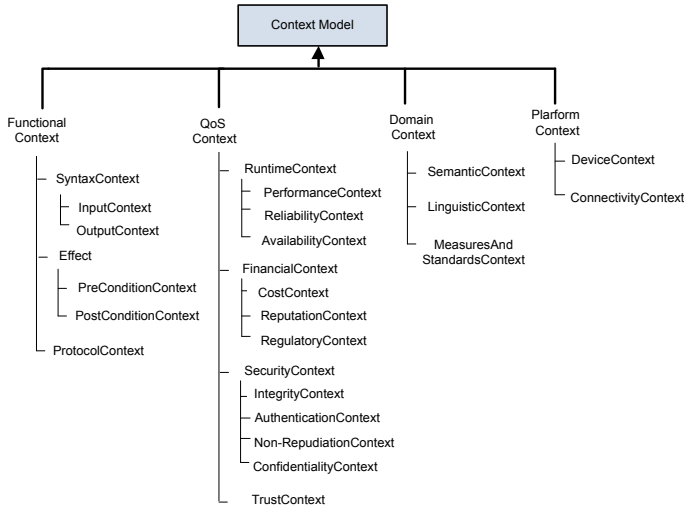 Context Model
Functional
Context
SyntaxContext
InputContext
OutputContext
Effect
PreConditionContext
PostConditionContext
ProtocolContext
QoS
Context
RuntimeContext
PerformanceContext
ReliabilityContext
AvailabilityContext
FinancialContext
CostContext
ReputationContext
RegulatoryContext
SecurityContext
IntegrityContext
AuthenticationContext
Non-RepudiationContext
ConfidentialityContext
TrustContext
Domain
Context
SemanticContext
LinguisticContext
MeasuresAnd
StandardsContext
Plarform
Context
DeviceContext
ConnectivityContext